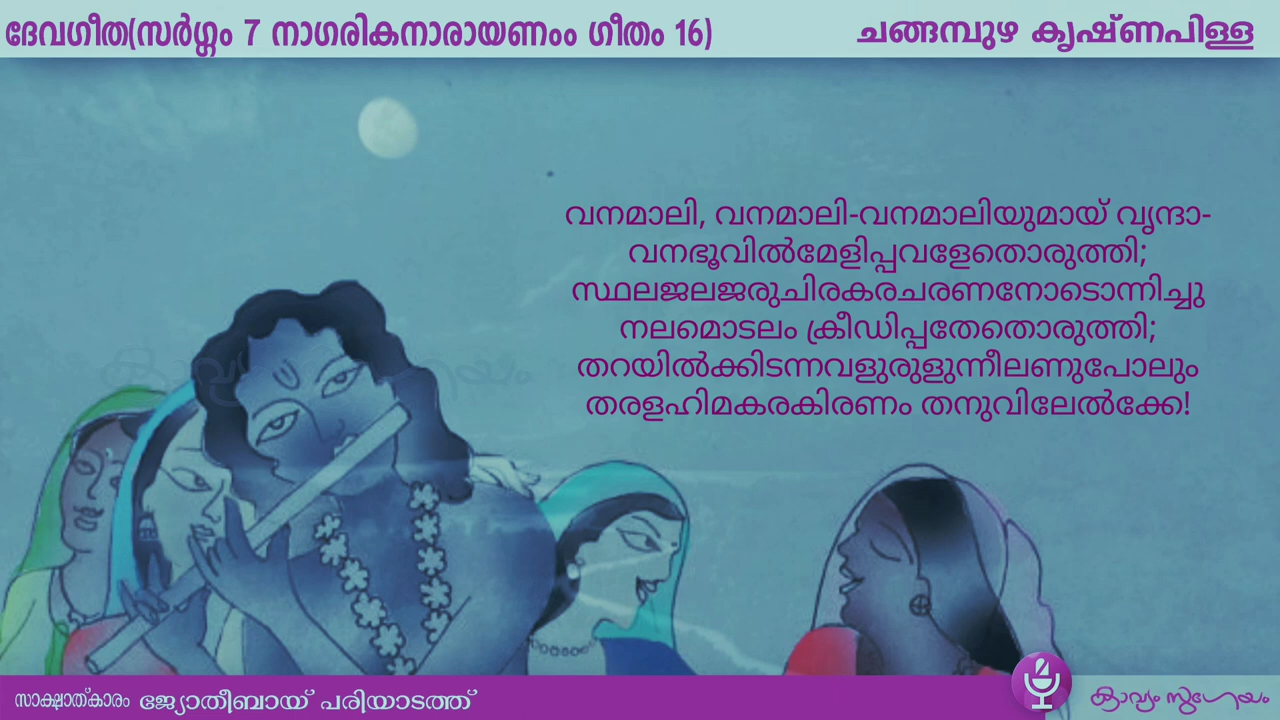 ദേവഗീത(സർഗ്ഗം 7 നാഗരികനാരായണംം ഗീതം 16)
ചങ്ങമ്പുഴ കൃഷ്ണപിള്ള
വനമാലി, വനമാലി-വനമാലിയുമായ് വൃന്ദാ-
വനഭൂവിൽമേളിപ്പവളേതൊരുത്തി;
സ്ഥലജലജരുചിരകരചരണനോടൊന്നിച്ചു
നലമൊടലം ക്രീഡിപ്പതേതൊരുത്തി;
തറയിൽക്കിടന്നവളുരുളുന്നീലണുപോലും
തരളഹിമകരകിരണം തനുവിലേൽക്കേ!
കാവ്യം സുഗേയം
സാക്ഷാത്കാരം ജ്യോതീബായ് പരിയാടത്ത്
കാവ്യം സുഗേയം